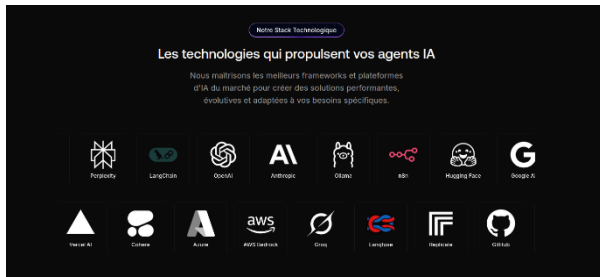 Notre Stack Technologique
Les technologies qui propulsent vos agents IA
Nous maîtrisons les meilleurs frameworks et plateformes
d'IA du marché pour créer des solutions performantes,
évolutives et adaptées à vos besoins spécifiques.
Perplexity LangChain OpenAI Anthropic Ollama n8n Hugging Face Google AI
aws
Vercel AI Cohere Azure AWS Bedrock Groq Langfuse Replicate GitHub